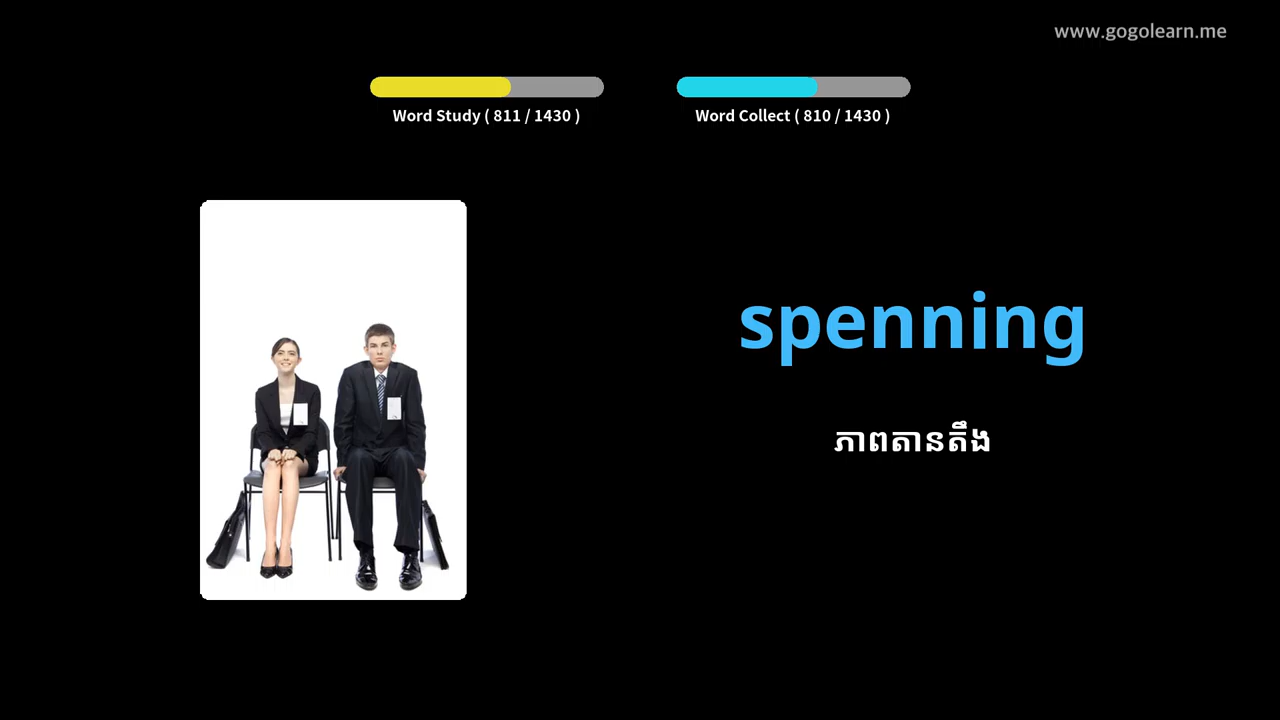 www.gogolearn.me
Word Study ( 811 / 1430 )
Word Collect ( 810 / 1430 )
spenning
ភាពតានតឹង